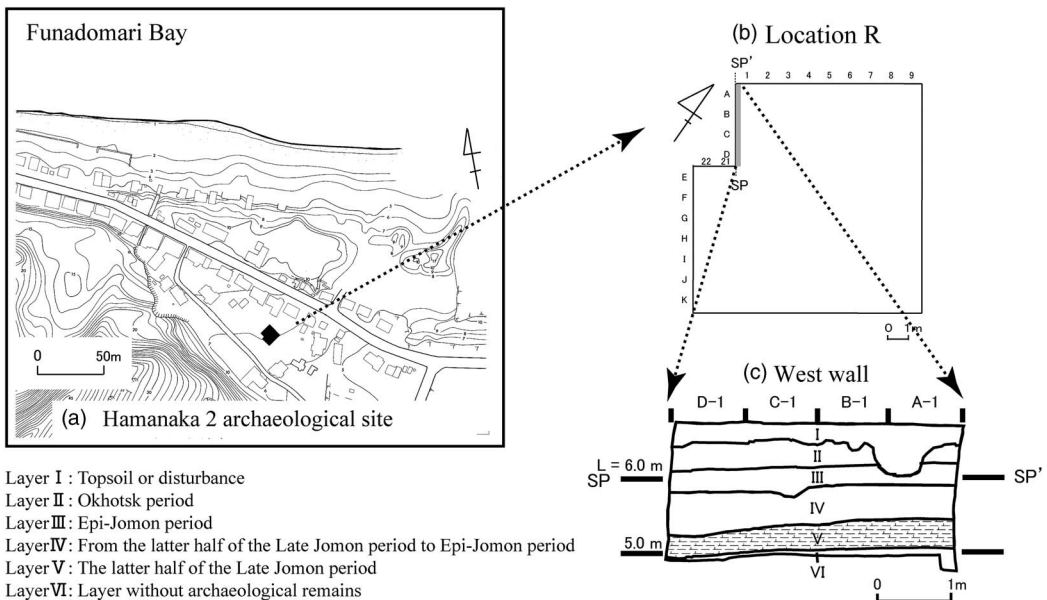 Funadomari Bay
0 50m
(a) Hamanaka 2 archaeological site
(b) Location R
SP'
1 2 3 4 5 6 7 8 9
A
B
C
D
22 21
SP
E
F
G
H
I
J
K
0 1m
(c) West wall
D-1 C-1 B-1 A-1
I
II
L = 6.0 m
SP
III
SP'
IV
V
5.0 m
VI
0 1m
Layer Ⅰ : Topsoil or disturbance
Layer Ⅱ : Okhotsk period
Layer Ⅲ : Epi-Jomon period
Layer Ⅳ : From the latter half of the Late Jomon period to Epi-Jomon period
Layer Ⅴ : The latter half of the Late Jomon period
Layer Ⅵ : Layer without archaeological remains